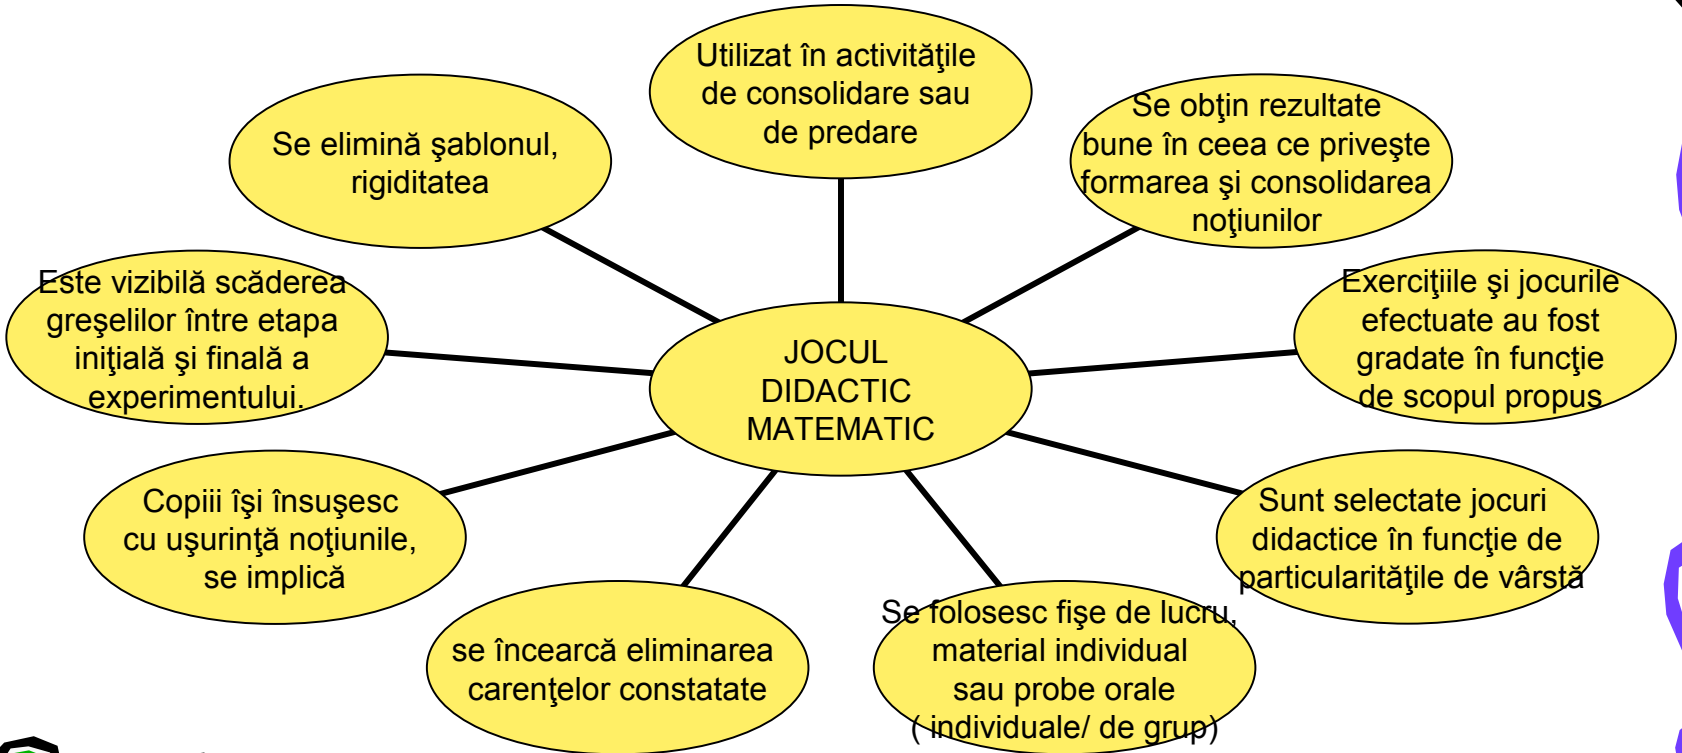 Utilizat în activităţile
de consolidare sau
de predare
Se elimină şablonul,
rigiditatea
Se obţin rezultate
bune în ceea ce priveşte
formarea şi consolidarea
noţiunilor
Este vizibilă scăderea
greşelilor între etapa
iniţială şi finală a
experimentului.
Exerciţiile şi jocurile
efectuate au fost
gradate în funcţie
de scopul propus
JOCUL
DIDACTIC
MATEMATIC
Copiii îşi însuşesc
cu uşurinţă noţiunile,
se implică
Sunt selectate jocuri
didactice în funcţie de
particularităţile de vârstă
se încearcă eliminarea
carenţelor constatate
Se folosesc fişe de lucru,
material individual
sau probe orale
( individuale/ de grup)